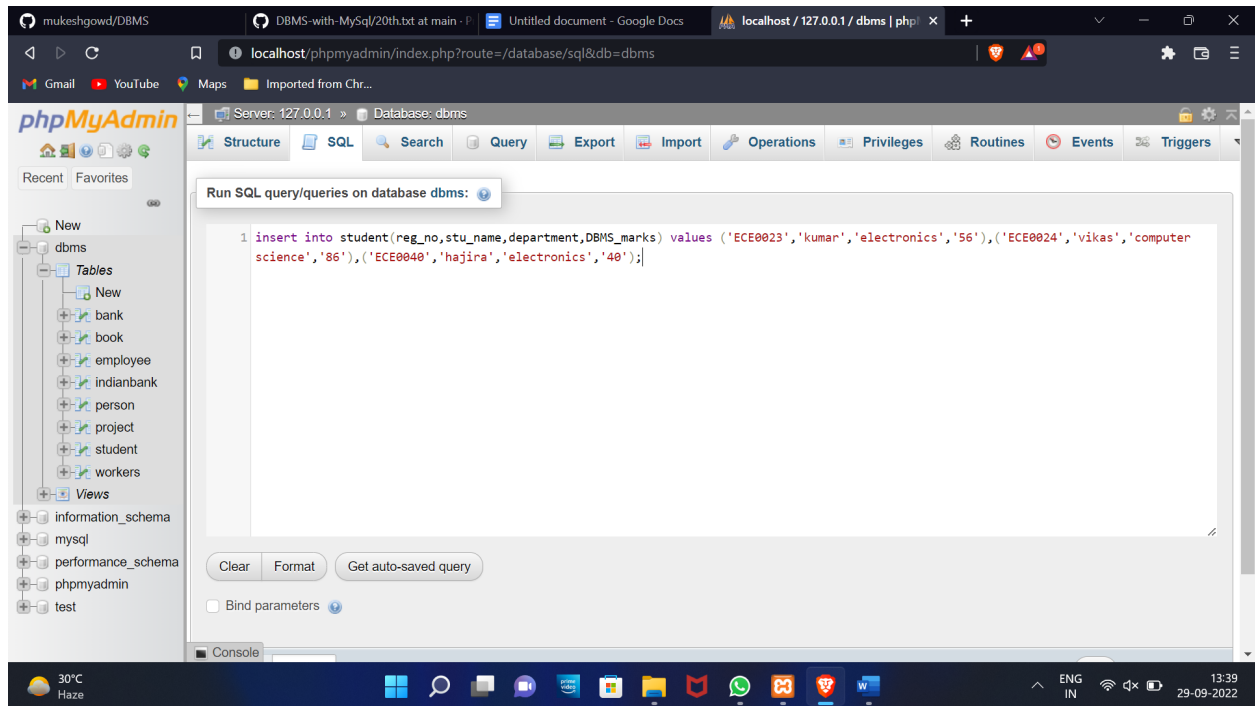 mukeshgowd/DBMS
DBMS-with-MySql/20th.txt at main · P
Untitled document - Google Docs
localhost / 127.0.0.1 / dbms | php
localhost/phpmyadmin/index.php?route=/database/sql&db=dbms
Gmail YouTube Maps Imported from Chr...
phpMyAdmin
Recent Favorites
New
dbms
Tables
New
bank
book
employee
indianbank
person
project
student
workers
Views
information_schema
mysql
performance_schema
phpmyadmin
test
Server: 127.0.0.1 » Database: dbms
Structure SQL Search Query Export Import Operations Privileges Routines Events Triggers
Run SQL query/queries on database dbms:
1 insert into student(reg_no,stu_name,department,DBMS_marks) values ('ECE0023','kumar','electronics','56'),('ECE0024','vikas','computer
science','86'),('ECE0040','hajira','electronics','40');
Clear Format Get auto-saved query
Bind parameters
Console
30°C
Haze
prime video
ENG
IN
13:39
29-09-2022